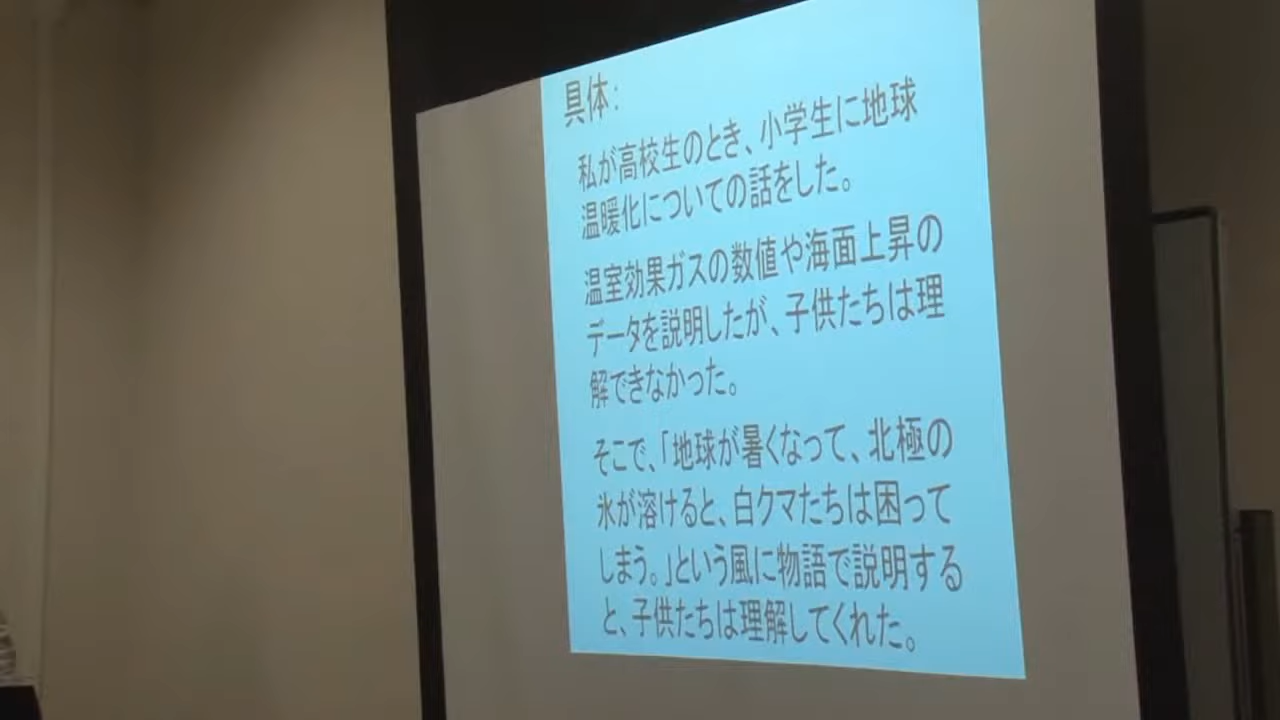 具体：
私が高校生のとき、小学生に地球
温暖化についての話をした。
温室効果ガスの数値や海面上昇の
データを説明したが、子供たちは理
解できなかった。
そこで、「地球が暑くなって、北極の
氷が溶けると、白クマたちは困って
しまう。」という風に物語で説明する
と、子供たちは理解してくれた。